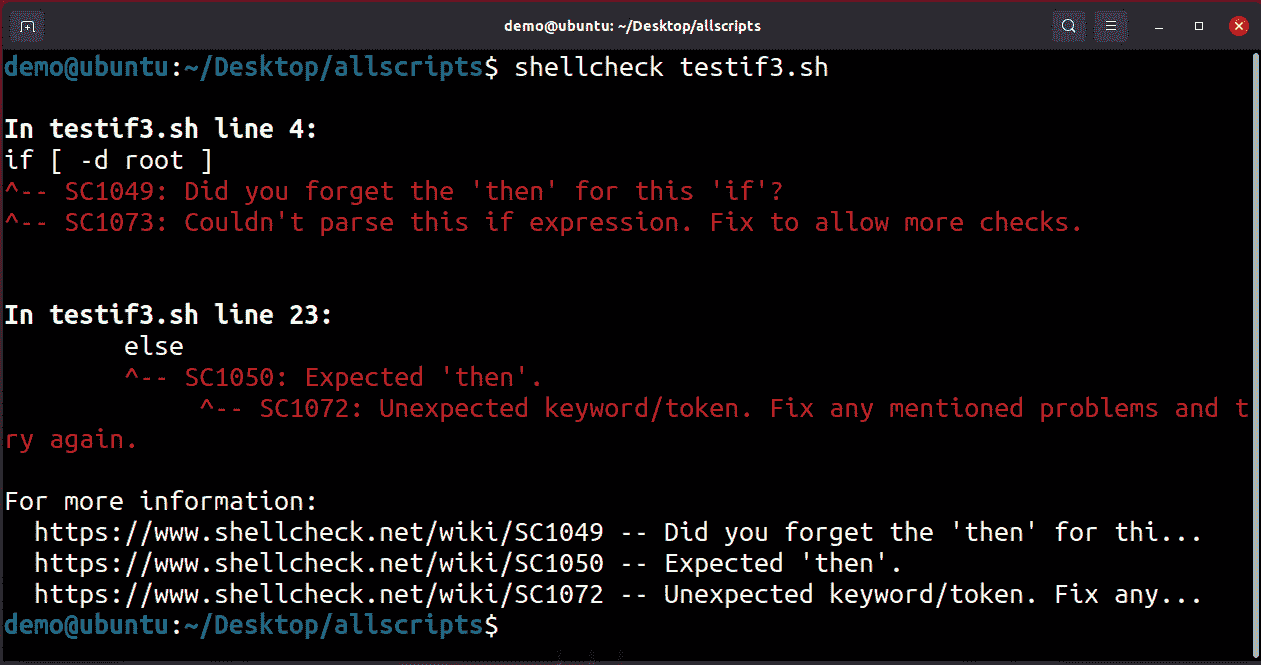 demo@ubuntu: ~/Desktop/allscripts
demo@ubuntu:~/Desktop/allscripts$ shellcheck testif3.sh
In testif3.sh line 4:
if [ -d root ]
^-- SC1049: Did you forget the 'then' for this 'if'?
^-- SC1073: Couldn't parse this if expression. Fix to allow more checks.
In testif3.sh line 23:
        else
        ^-- SC1050: Expected 'then'.
             ^-- SC1072: Unexpected keyword/token. Fix any mentioned problems and t
ry again.
For more information:
  https://www.shellcheck.net/wiki/SC1049 -- Did you forget the 'then' for thi...
  https://www.shellcheck.net/wiki/SC1050 -- Expected 'then'.
  https://www.shellcheck.net/wiki/SC1072 -- Unexpected keyword/token. Fix any...
demo@ubuntu:~/Desktop/allscripts$